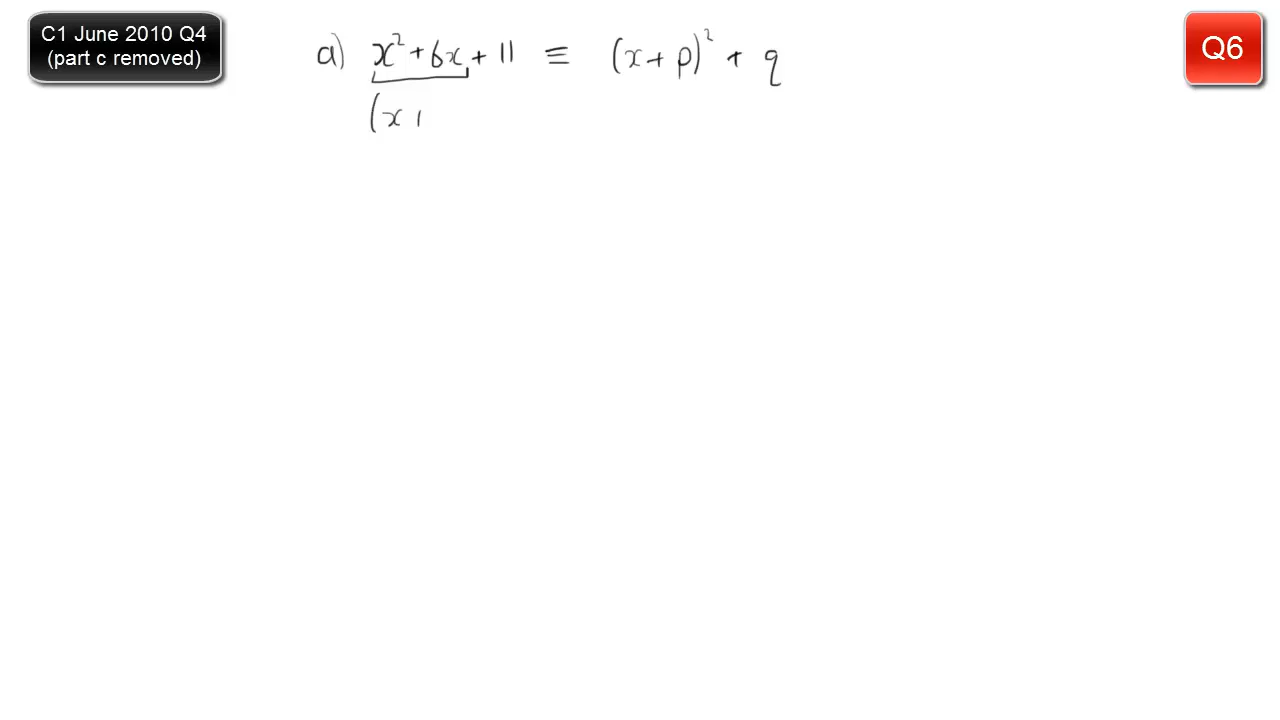 C1 June 2010 Q4
(part c removed)
Q6
a) x² + 6x + 11 ≡ (x + p)² + q
(x